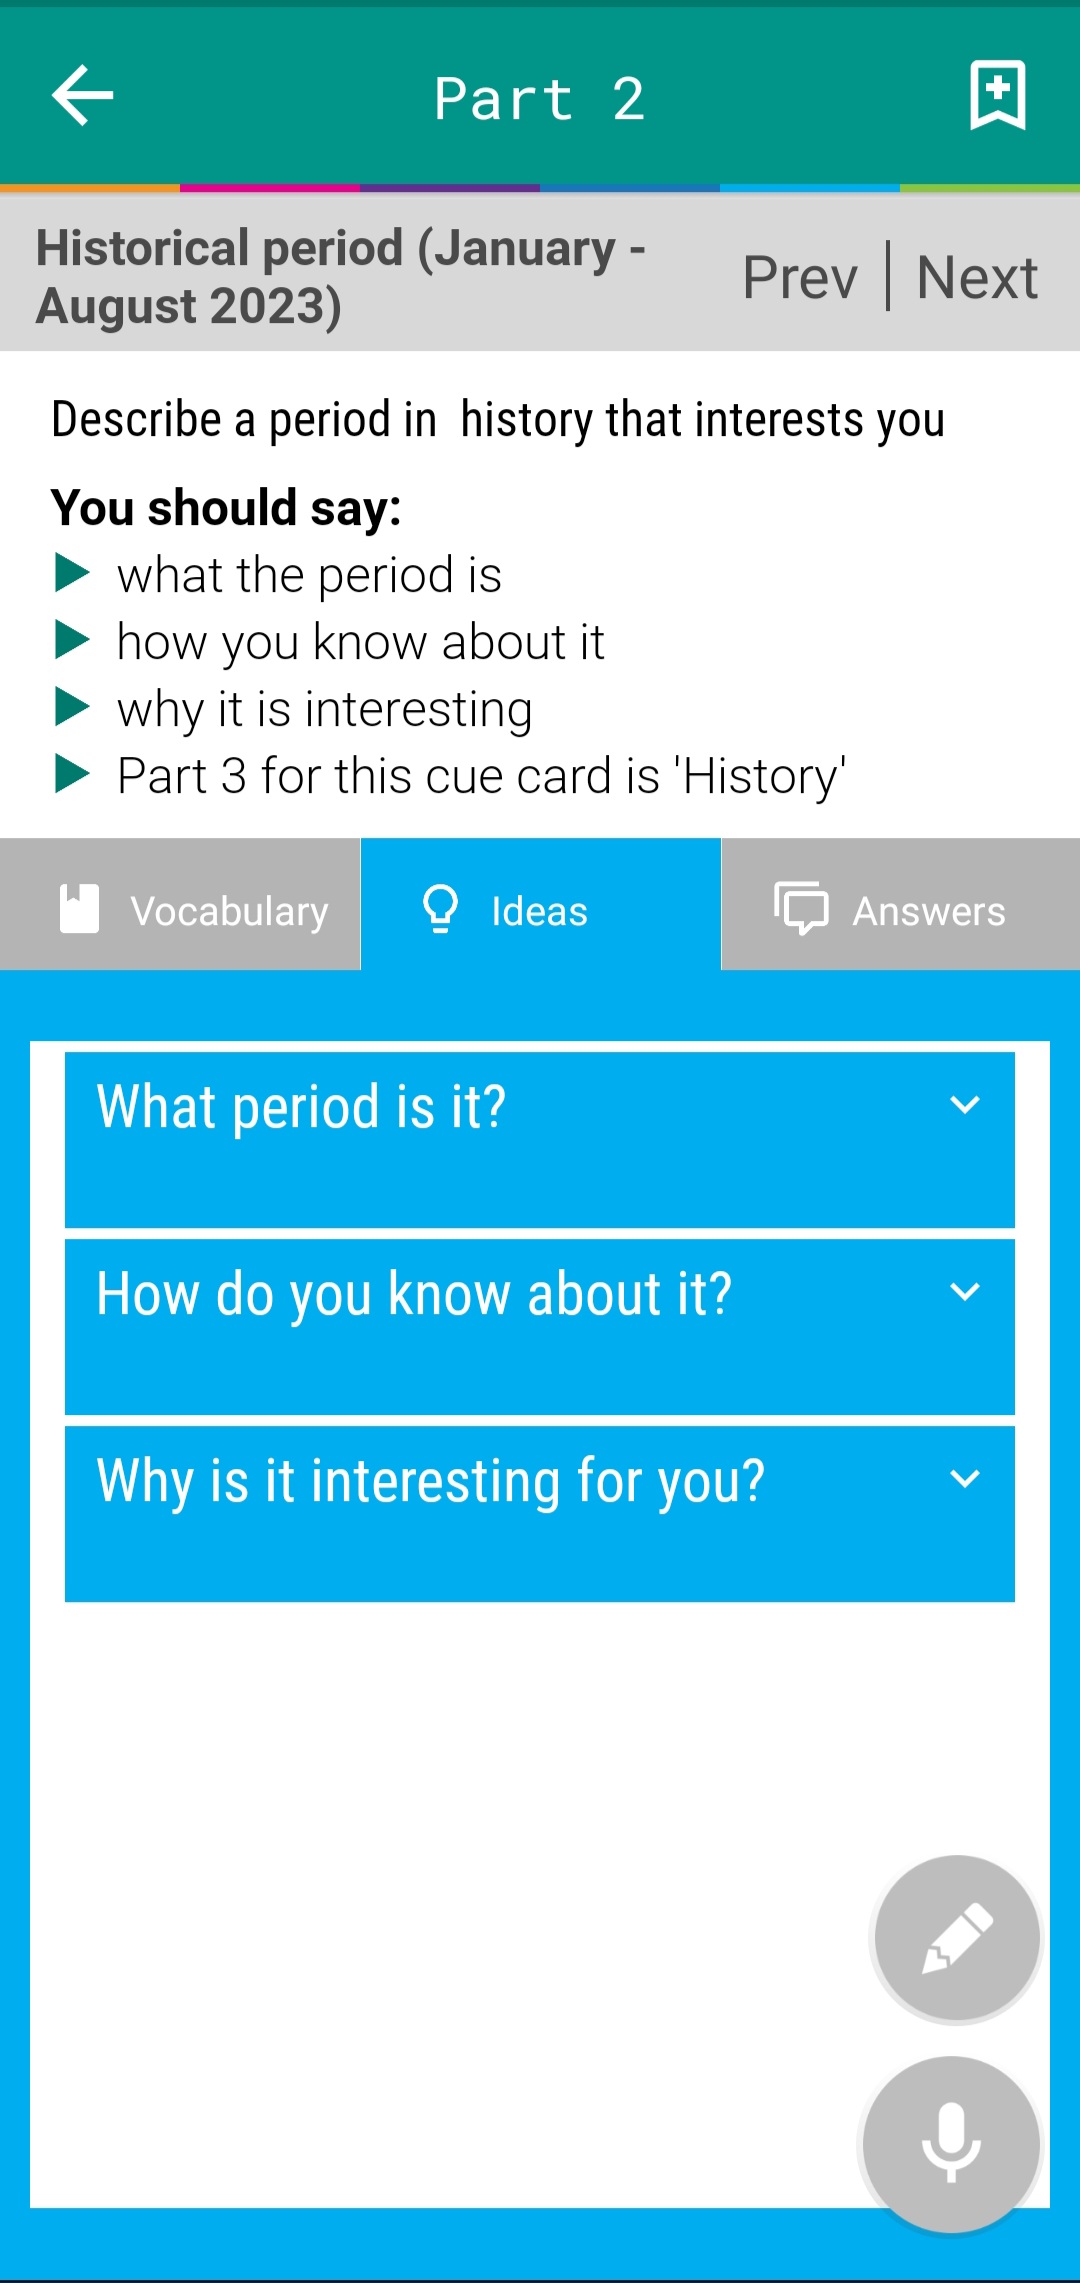 Part 2
Historical period (January -
August 2023)
Prev | Next
Describe a period in  history that interests you
You should say:
what the period is
how you know about it
why it is interesting
Part 3 for this cue card is 'History'
Vocabulary
Ideas
Answers
What period is it?
How do you know about it?
Why is it interesting for you?